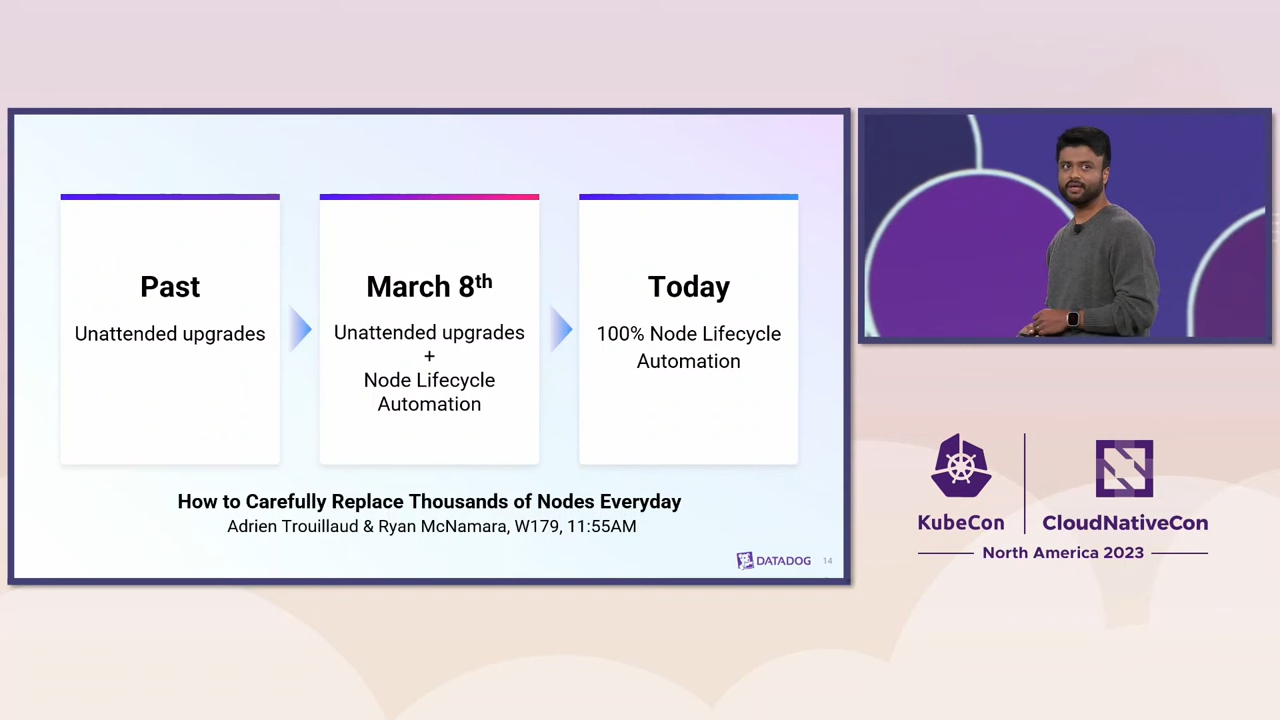 Past
Unattended upgrades
March 8th
Unattended upgrades
+
Node Lifecycle
Automation
Today
100% Node Lifecycle
Automation
How to Carefully Replace Thousands of Nodes Everyday
Adrien Trouillaud & Ryan McNamara, W179, 11:55AM
DATADOG 14
KubeCon CloudNativeCon
North America 2023